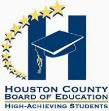 HOUSTON COUNTY
BOARD OF EDUCATION
HIGH-ACHIEVING STUDENTS